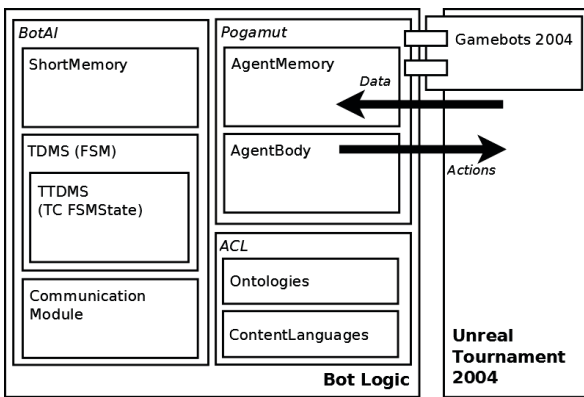 BotAI
ShortMemory
TDMS (FSM)
TTDMS
(TC FSMState)
Communication
Module
Pogamut
AgentMemory
Data
AgentBody
Actions
ACL
Ontologies
ContentLanguages
Bot Logic
Gamebots 2004
Unreal
Tournament
2004